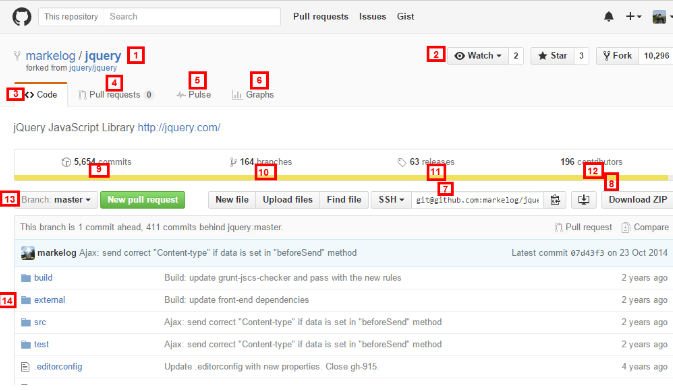 This repository Search Pull requests Issues Gist
markelog / jquery 1 2 Watch 2 Star 3 Fork 10,296
forked from jquery/jquery
4 5 6
3 Code Pull requests 0 Pulse Graphs
jQuery JavaScript Library http://jquery.com/
5,654 commits 164 branches 63 releases 196 contributors
9 10 11 12
7 8
13 Branch: master New pull request New file Upload files Find file SSH git@github.com:markelog/jque Download ZIP
This branch is 1 commit ahead, 411 commits behind jquery:master. Pull request Compare
markelog Ajax: send correct "Content-type" if data is set in "beforeSend" method Latest commit 07d43f3 on 23 Oct 2014
build Build: update grunt-jscs-checker and pass with the new rules 2 years ago
14 external Build: update front-end dependencies 2 years ago
src Ajax: send correct "Content-type" if data is set in "beforeSend" method 2 years ago
test Ajax: send correct "Content-type" if data is set in "beforeSend" method 2 years ago
.editorconfig Update .editorconfig with new properties. Close gh-915. 4 years ago